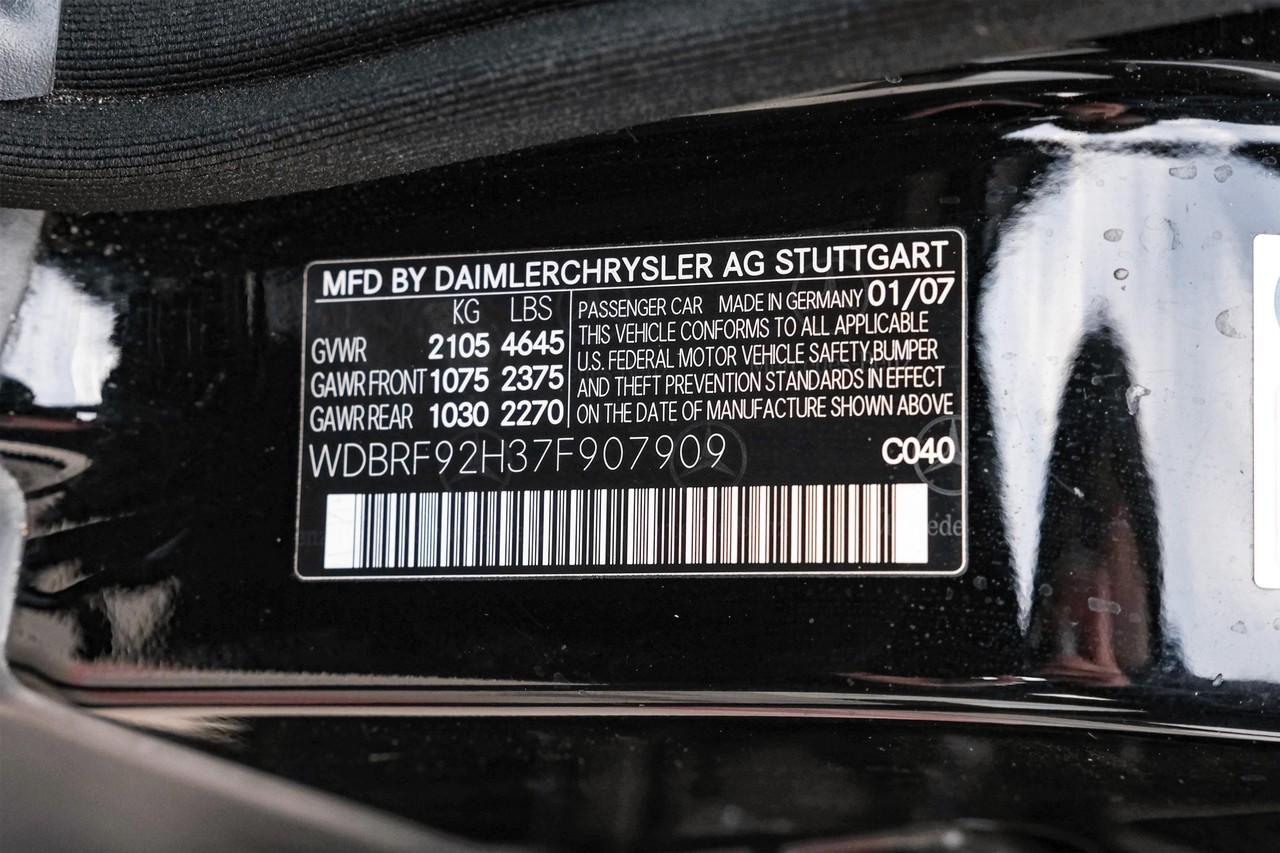 MFD BY DAIMLERCHRYSLER AG STUTTGART
KG LBS
GVWR 2105 4645
GAWR FRONT 1075 2375
GAWR REAR 1030 2270
PASSENGER CAR MADE IN GERMANY 01/07
THIS VEHICLE CONFORMS TO ALL APPLICABLE
U.S. FEDERAL MOTOR VEHICLE SAFETY,BUMPER
AND THEFT PREVENTION STANDARDS IN EFFECT
ON THE DATE OF MANUFACTURE SHOWN ABOVE
WDBRF92H37F907909 C040